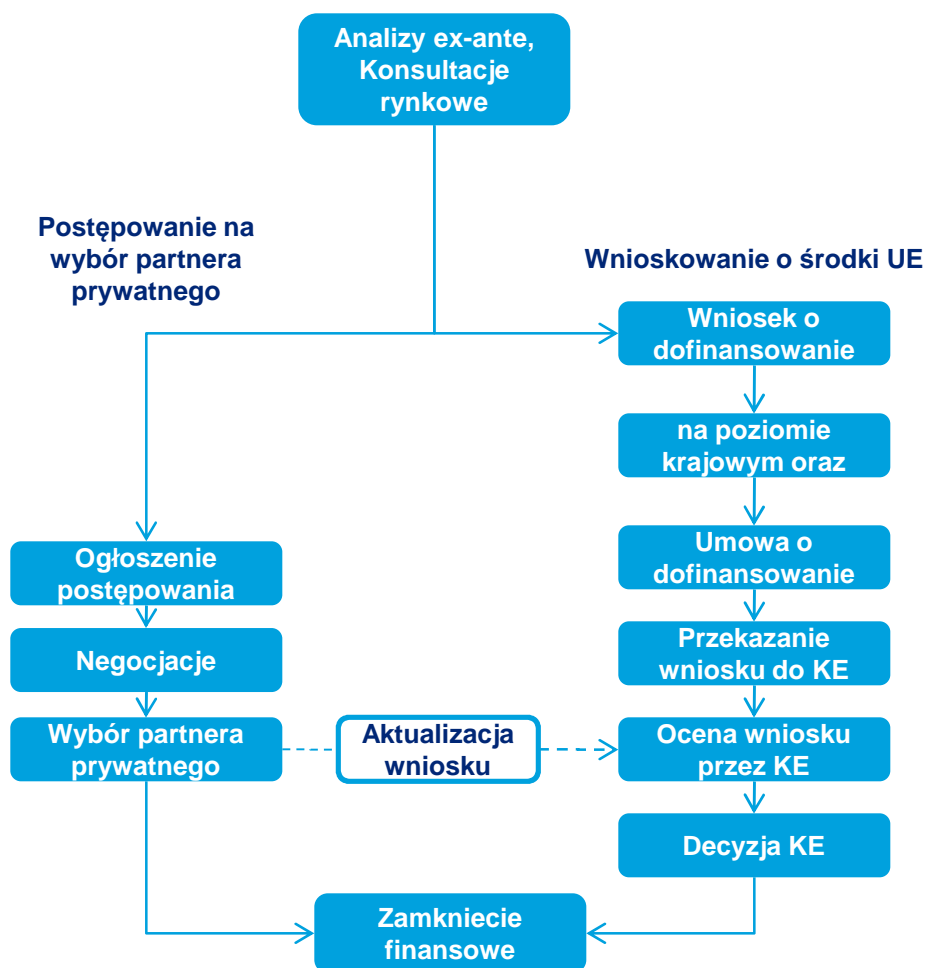 Analizy ex-ante,
Konsultacje
rynkowe
Postępowanie na
wybór partnera
prywatnego
Wnioskowanie o środki UE
Wniosek o
dofinansowanie
na poziomie
krajowym oraz
Ogłoszenie
postępowania
Umowa o
dofinansowanie
Negocjacje
Przekazanie
wniosku do KE
Wybór partnera
prywatnego
Aktualizacja
wniosku
Ocena wniosku
przez KE
Decyzja KE
Zamkniecie
finansowe